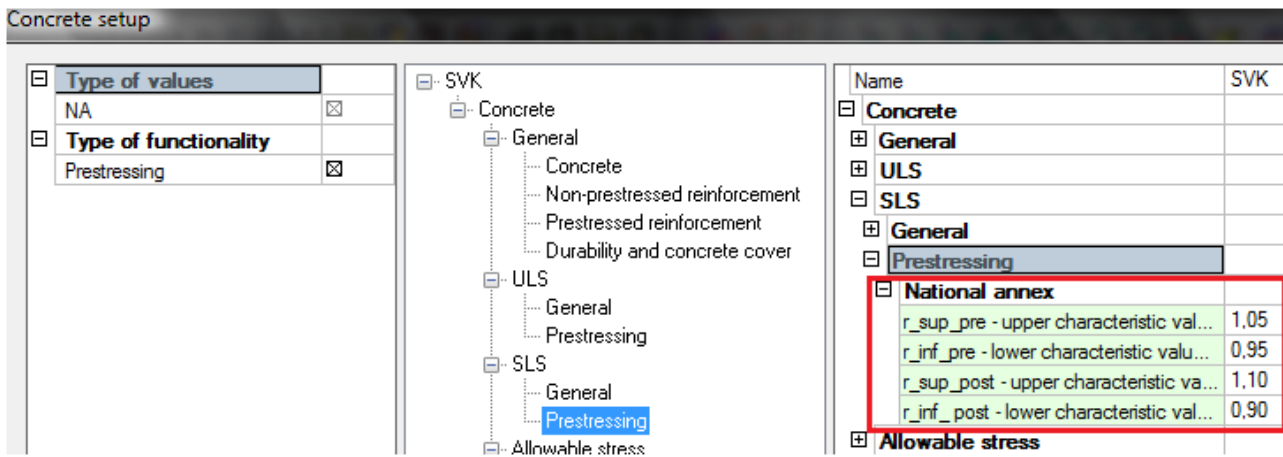 Concrete setup
Type of values
NA
Type of functionality
Prestressing
SVK
Concrete
General
Concrete
Non-prestressed reinforcement
Prestressed reinforcement
Durability and concrete cover
ULS
General
Prestressing
SLS
General
Prestressing
Allowable stress
Name SVK
Concrete
General
ULS
SLS
General
Prestressing
National annex
r_sup_pre - upper characteristic val... 1,05
r_inf_pre - lower characteristic valu... 0,95
r_sup_post - upper characteristic va... 1,10
r_inf_ post - lower characteristic val... 0,90
Allowable stress